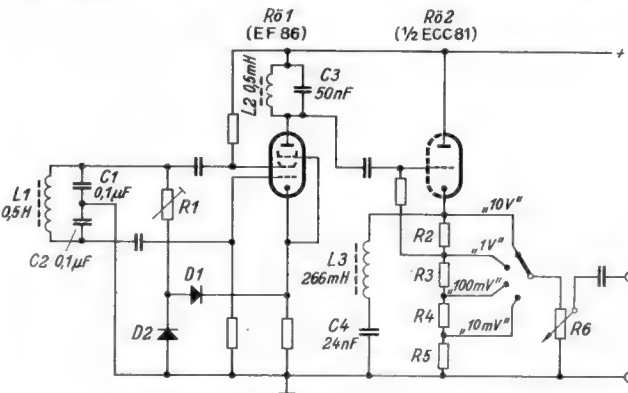 Rö1
(EF 86)
Rö2
(½ ECC81)
L2 0,5mH
C3
50nF
+
L1
0,5H
C1
0,1µF
C2 0,1µF
R1
D1
D2
L3
266mH
C4
24nF
R2
R3
R4
R5
„10V"
„1V"
„100mV"
„10mV"
R6